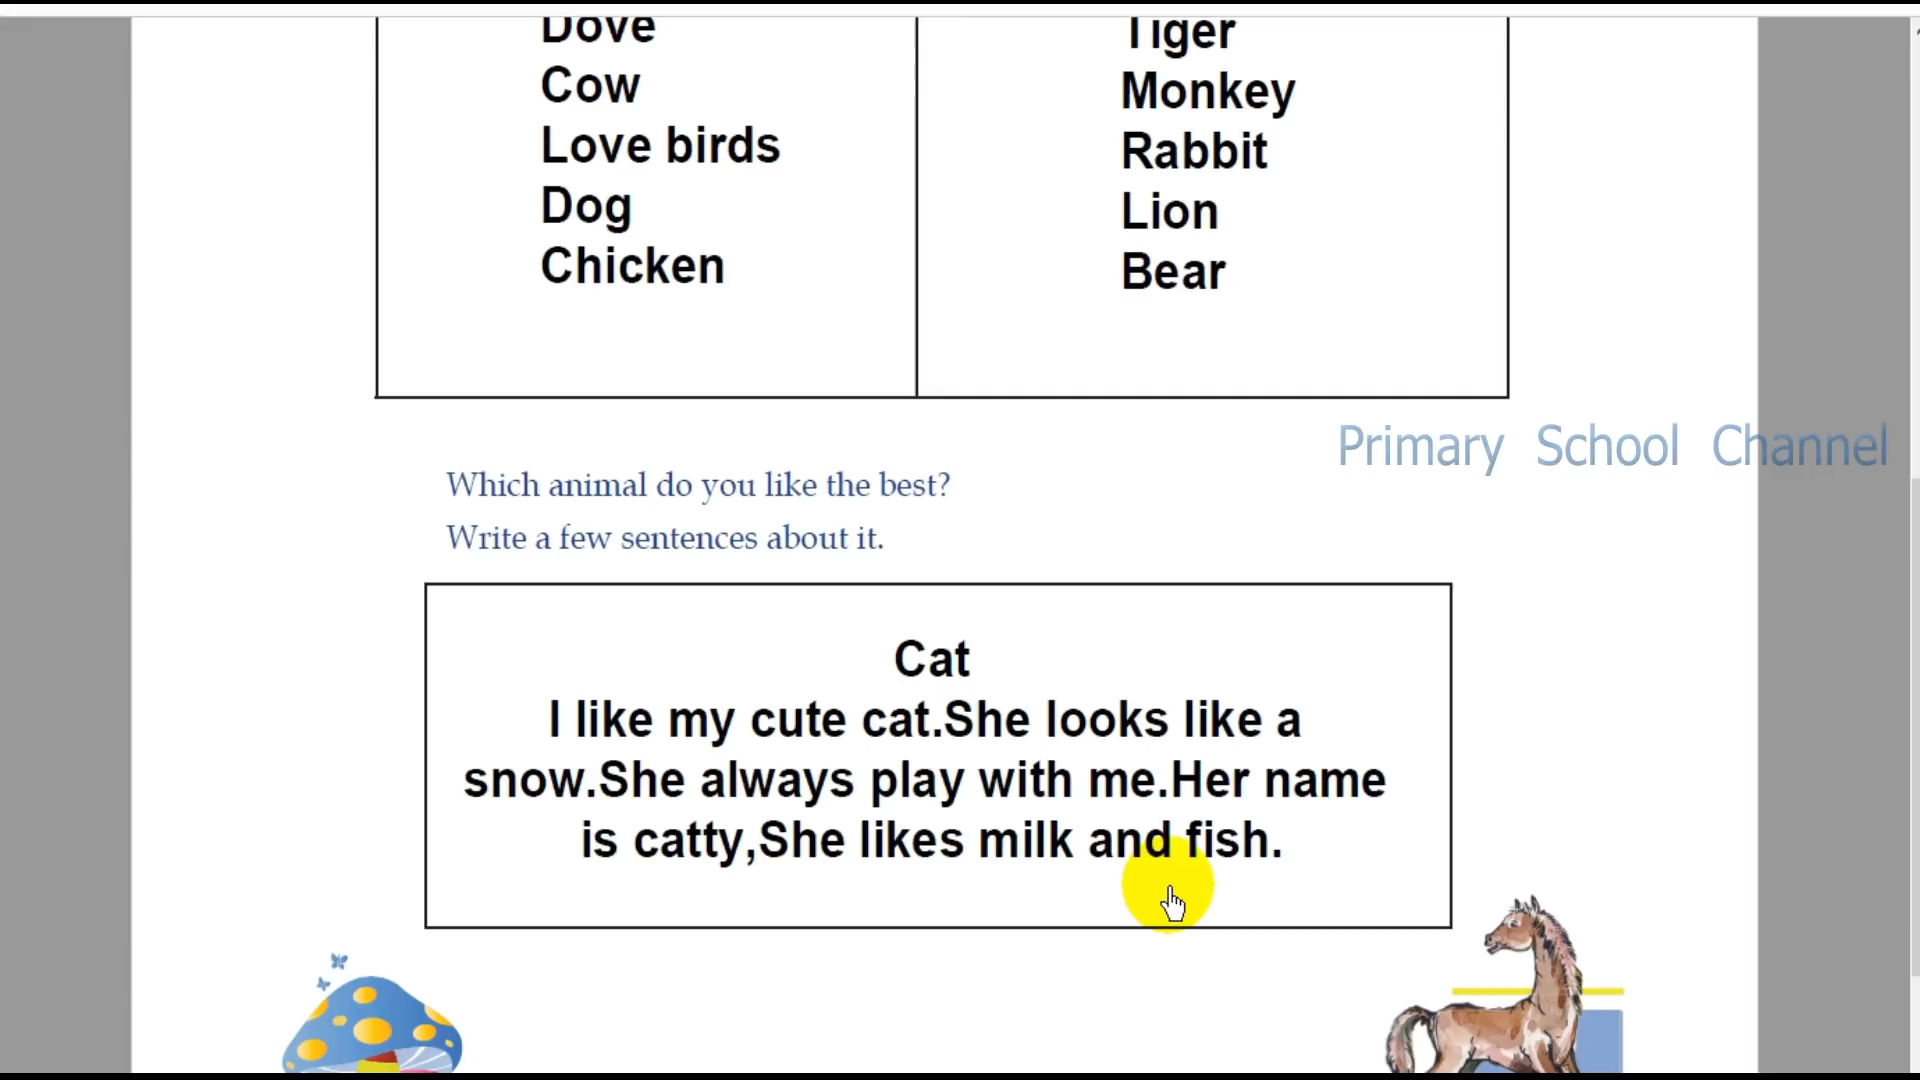 Dove
Cow
Love birds
Dog
Chicken
Tiger
Monkey
Rabbit
Lion
Bear
Primary School Channel
Which animal do you like the best?
Write a few sentences about it.
Cat
I like my cute cat.She looks like a
snow.She always play with me.Her name
is catty,She likes milk and fish.